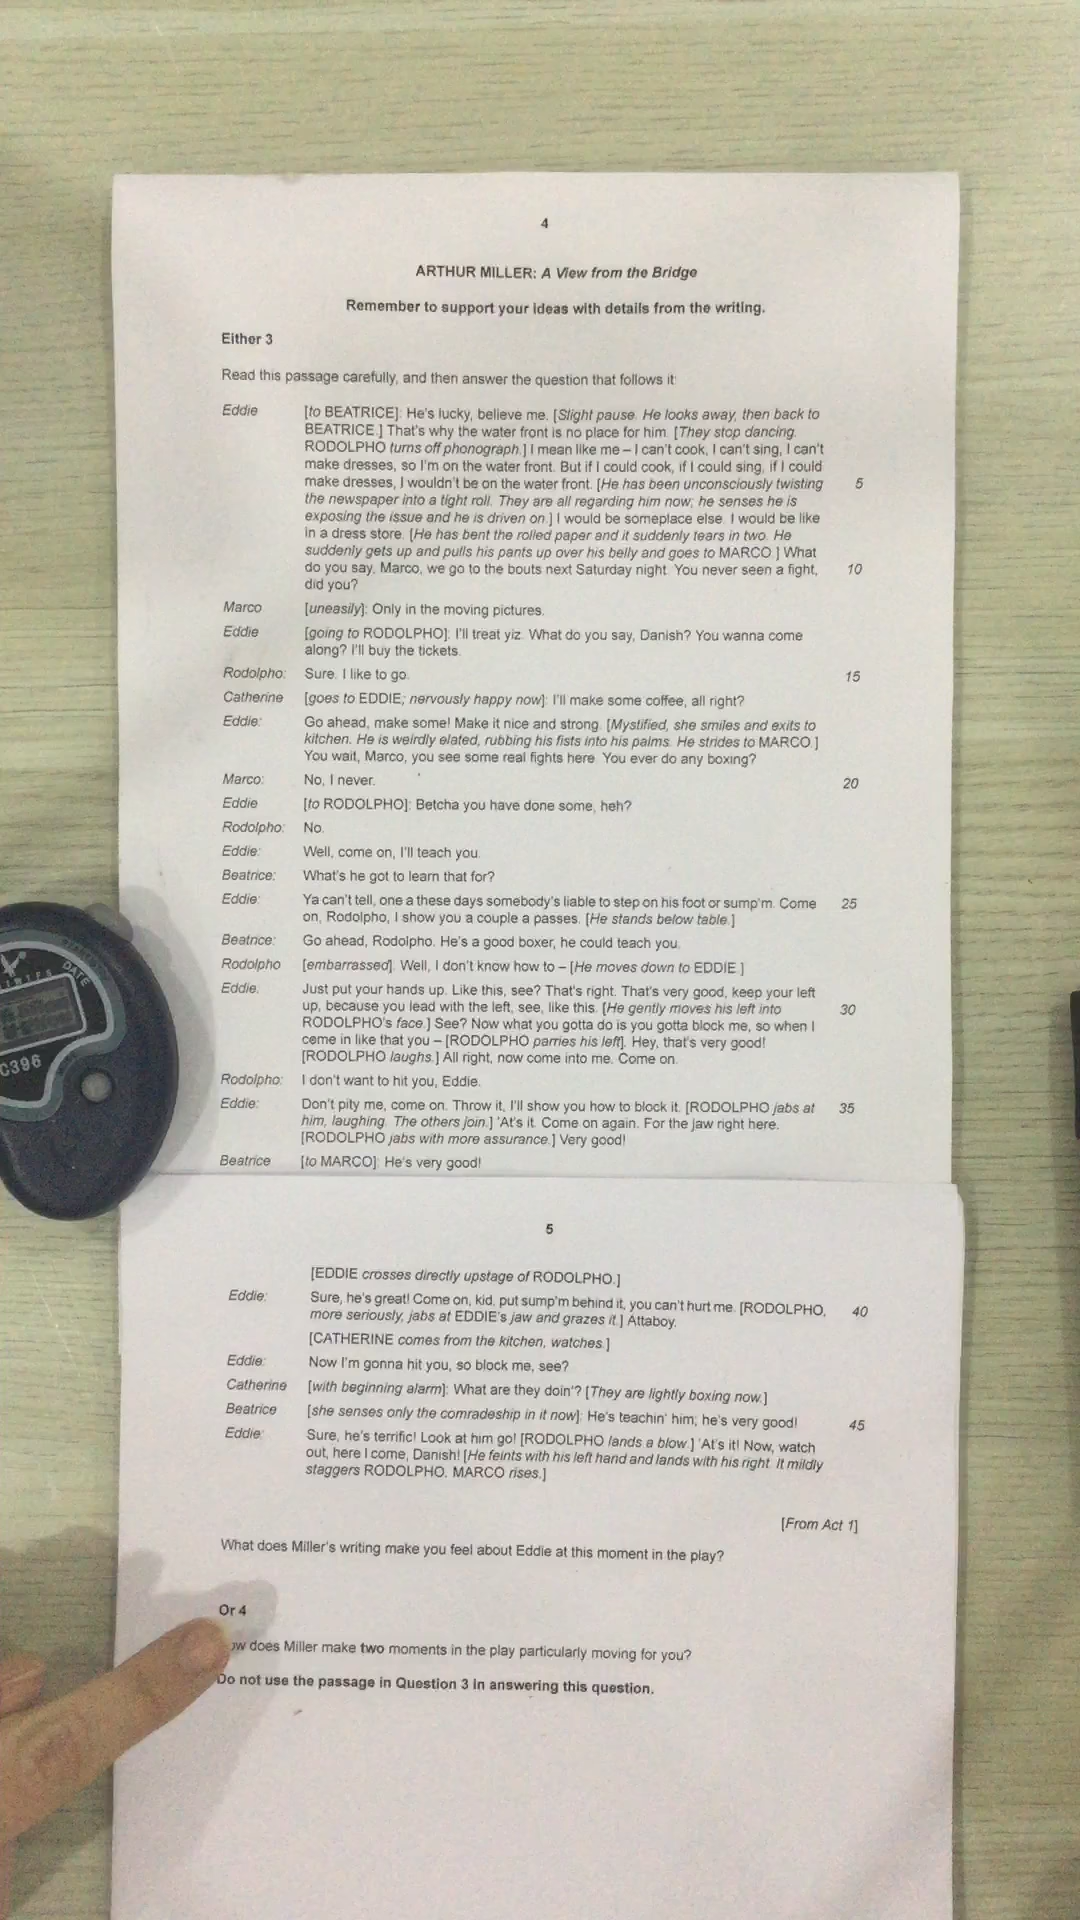 4
ARTHUR MILLER: A View from the Bridge
Remember to support your ideas with details from the writing.
Either 3
Read this passage carefully, and then answer the question that follows it:
Eddie [to BEATRICE]: He's lucky, believe me. [Slight pause. He looks away, then back to
BEATRICE.] That's why the water front is no place for him. [They stop dancing.
RODOLPHO turns off phonograph.] I mean like me – I can't cook, I can't sing, I can't
make dresses, so I'm on the water front. But if I could cook, if I could sing, if I could
make dresses, I wouldn't be on the water front. [He has been unconsciously twisting 5
the newspaper into a tight roll. They are all regarding him now; he senses he is
exposing the issue and he is driven on.] I would be someplace else. I would be like
in a dress store. [He has bent the rolled paper and it suddenly tears in two. He
suddenly gets up and pulls his pants up over his belly and goes to MARCO.] What
do you say, Marco, we go to the bouts next Saturday night. You never seen a fight, 10
did you?
Marco [uneasily]: Only in the moving pictures.
Eddie [going to RODOLPHO]: I'll treat yiz. What do you say, Danish? You wanna come
along? I'll buy the tickets.
Rodolpho: Sure. I like to go. 15
Catherine [goes to EDDIE; nervously happy now]: I'll make some coffee, all right?
Eddie: Go ahead, make some! Make it nice and strong. [Mystified, she smiles and exits to
kitchen. He is weirdly elated, rubbing his fists into his palms. He strides to MARCO.]
You wait, Marco, you see some real fights here. You ever do any boxing?
Marco: No, I never. 20
Eddie [to RODOLPHO]: Betcha you have done some, heh?
Rodolpho: No.
Eddie: Well, come on, I'll teach you.
Beatrice: What's he got to learn that for?
Eddie: Ya can't tell, one a these days somebody's liable to step on his foot or sump'm. Come 25
on, Rodolpho, I show you a couple a passes. [He stands below table.]
Beatrice: Go ahead, Rodolpho. He's a good boxer, he could teach you.
Rodolpho [embarrassed]: Well, I don't know how to – [He moves down to EDDIE.]
Eddie: Just put your hands up. Like this, see? That's right. That's very good, keep your left
up, because you lead with the left, see, like this. [He gently moves his left into 30
RODOLPHO's face.] See? Now what you gotta do is you gotta block me, so when I
come in like that you – [RODOLPHO parries his left]. Hey, that's very good!
[RODOLPHO laughs.] All right, now come into me. Come on.
Rodolpho: I don't want to hit you, Eddie.
Eddie: Don't pity me, come on. Throw it, I'll show you how to block it. [RODOLPHO jabs at 35
him, laughing. The others join.] 'At's it. Come on again. For the jaw right here.
[RODOLPHO jabs with more assurance.] Very good!
Beatrice [to MARCO]: He's very good!
5
[EDDIE crosses directly upstage of RODOLPHO.]
Eddie: Sure, he's great! Come on, kid, put sump'm behind it, you can't hurt me. [RODOLPHO, 40
more seriously, jabs at EDDIE's jaw and grazes it.] Attaboy.
[CATHERINE comes from the kitchen, watches.]
Eddie: Now I'm gonna hit you, so block me, see?
Catherine [with beginning alarm]: What are they doin'? [They are lightly boxing now.]
Beatrice [she senses only the comradeship in it now]: He's teachin' him; he's very good! 45
Eddie: Sure, he's terrific! Look at him go! [RODOLPHO lands a blow.] 'At's it! Now, watch
out, here I come, Danish! [He feints with his left hand and lands with his right. It mildly
staggers RODOLPHO. MARCO rises.]
[From Act 1]
What does Miller's writing make you feel about Eddie at this moment in the play?
Or 4
ow does Miller make two moments in the play particularly moving for you?
Do not use the passage in Question 3 in answering this question.
DATE
C396